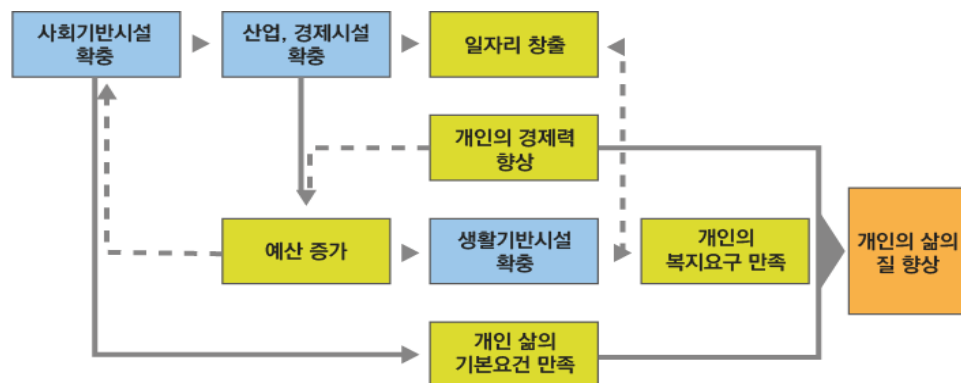 사회기반시설
확충
산업, 경제시설
확충
일자리 창출
개인의 경제력
향상
예산 증가
생활기반시설
확충
개인의
복지요구 만족
개인의 삶의
질 향상
개인 삶의
기본요건 만족